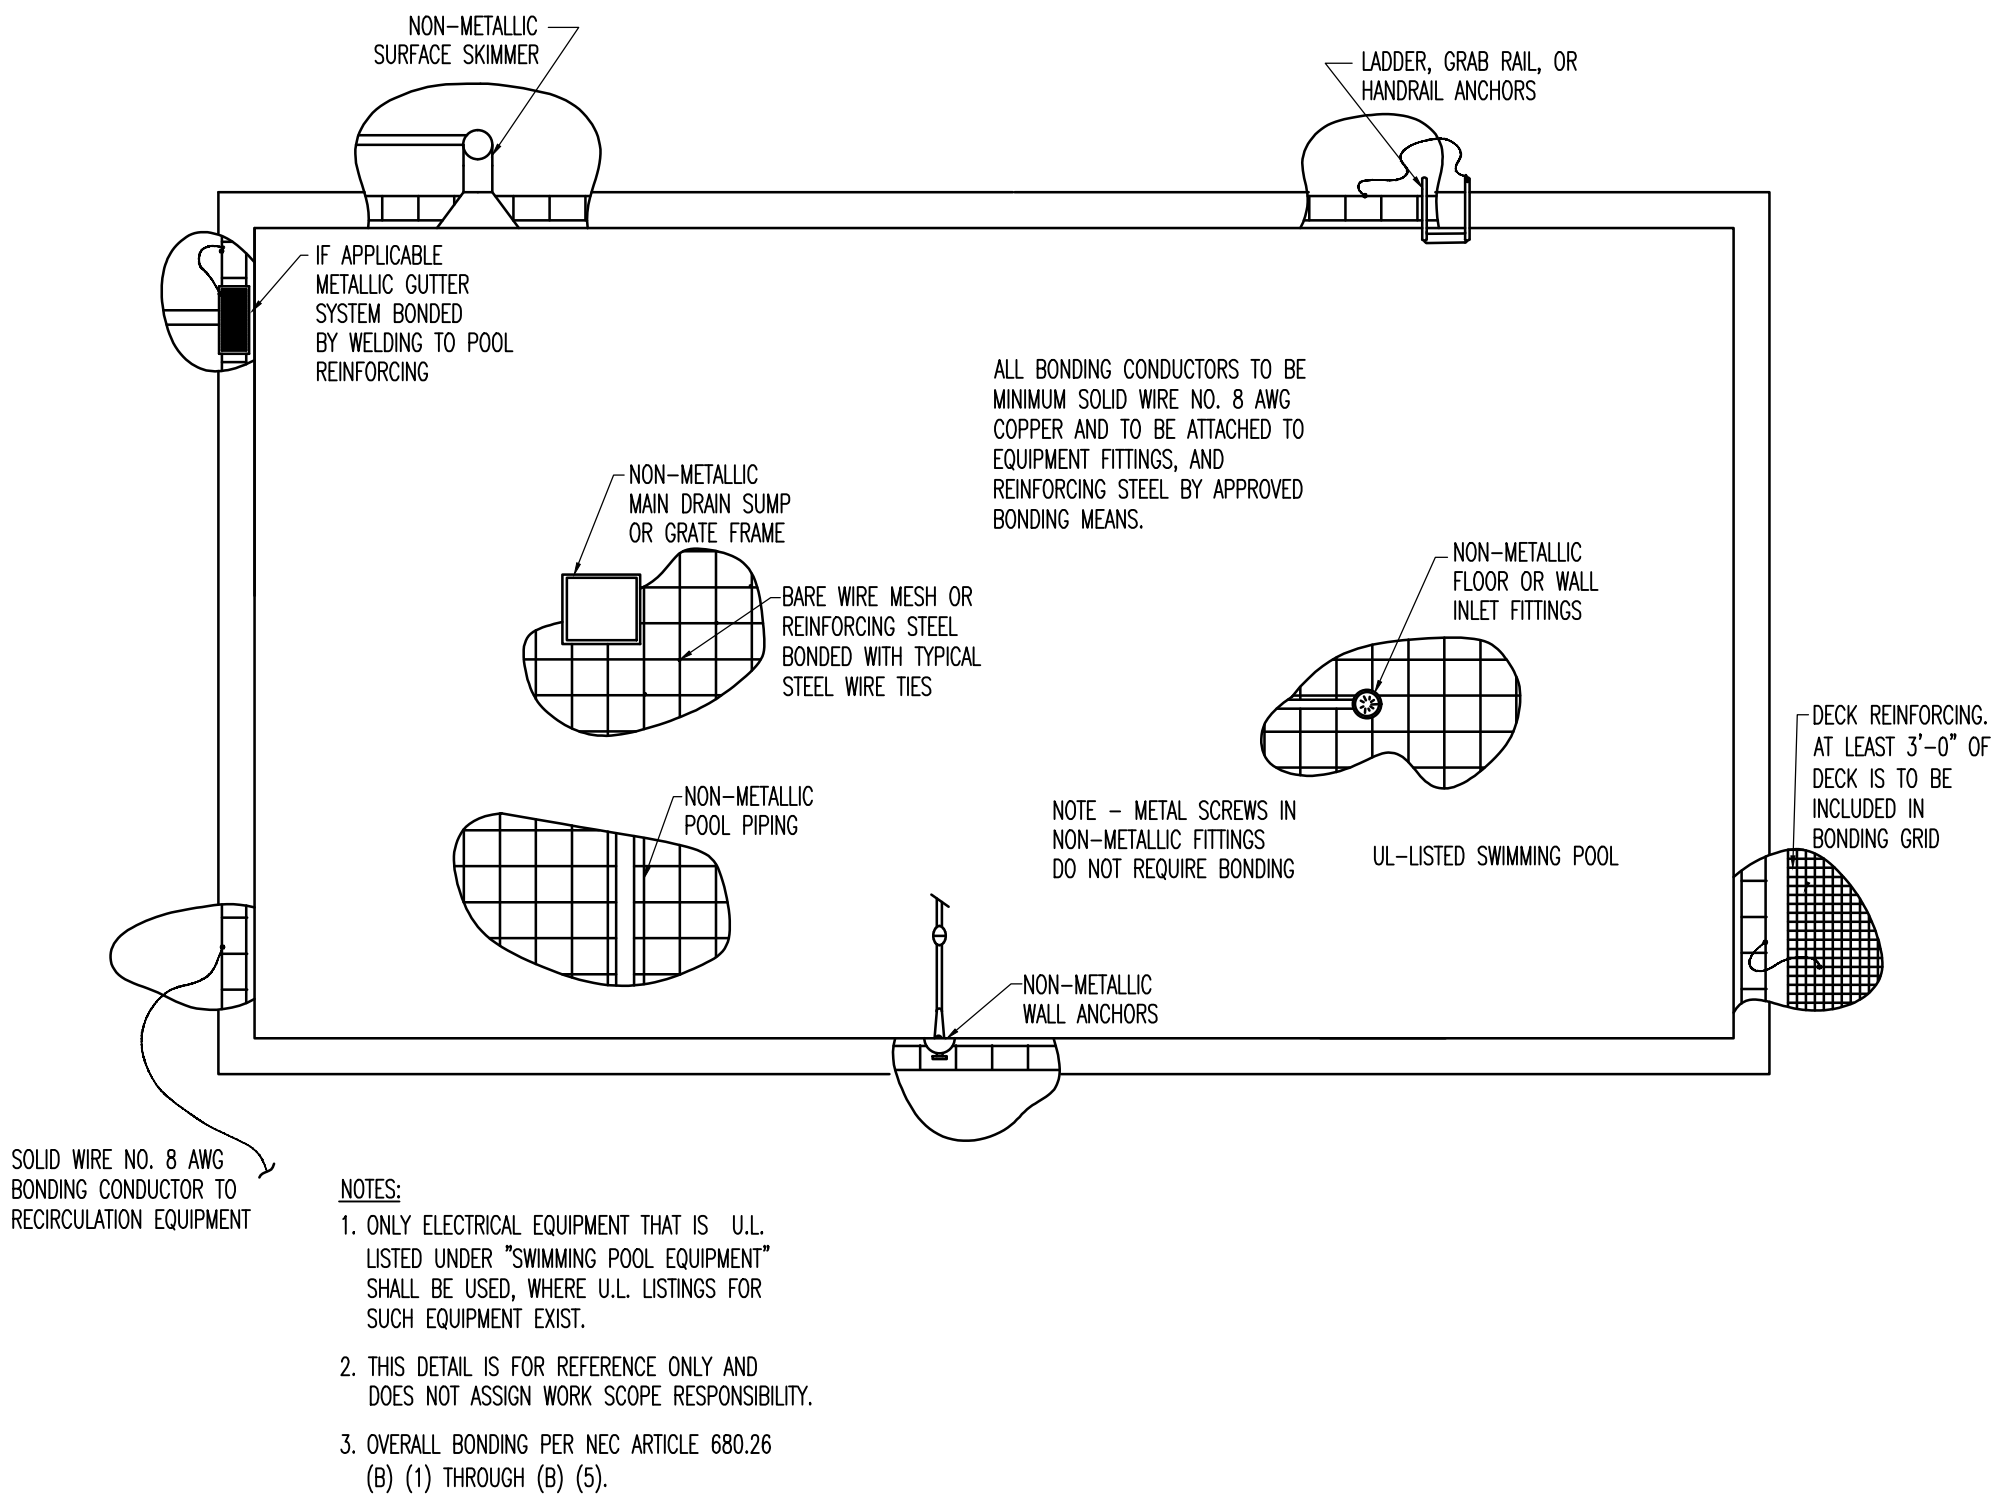 NON-METALLIC
SURFACE SKIMMER
LADDER, GRAB RAIL, OR
HANDRAIL ANCHORS
IF APPLICABLE
METALLIC GUTTER
SYSTEM BONDED
BY WELDING TO POOL
REINFORCING
ALL BONDING CONDUCTORS TO BE
MINIMUM SOLID WIRE NO. 8 AWG
COPPER AND TO BE ATTACHED TO
EQUIPMENT FITTINGS, AND
REINFORCING STEEL BY APPROVED
BONDING MEANS.
NON-METALLIC
MAIN DRAIN SUMP
OR GRATE FRAME
BARE WIRE MESH OR
REINFORCING STEEL
BONDED WITH TYPICAL
STEEL WIRE TIES
NON-METALLIC
FLOOR OR WALL
INLET FITTINGS
DECK REINFORCING.
AT LEAST 3'-0" OF
DECK IS TO BE
INCLUDED IN
BONDING GRID
NON-METALLIC
POOL PIPING
NOTE - METAL SCREWS IN
NON-METALLIC FITTINGS
DO NOT REQUIRE BONDING
UL-LISTED SWIMMING POOL
NON-METALLIC
WALL ANCHORS
SOLID WIRE NO. 8 AWG
BONDING CONDUCTOR TO
RECIRCULATION EQUIPMENT
NOTES:
1. ONLY ELECTRICAL EQUIPMENT THAT IS U.L.
LISTED UNDER "SWIMMING POOL EQUIPMENT"
SHALL BE USED, WHERE U.L. LISTINGS FOR
SUCH EQUIPMENT EXIST.
2. THIS DETAIL IS FOR REFERENCE ONLY AND
DOES NOT ASSIGN WORK SCOPE RESPONSIBILITY.
3. OVERALL BONDING PER NEC ARTICLE 680.26
(B) (1) THROUGH (B) (5).